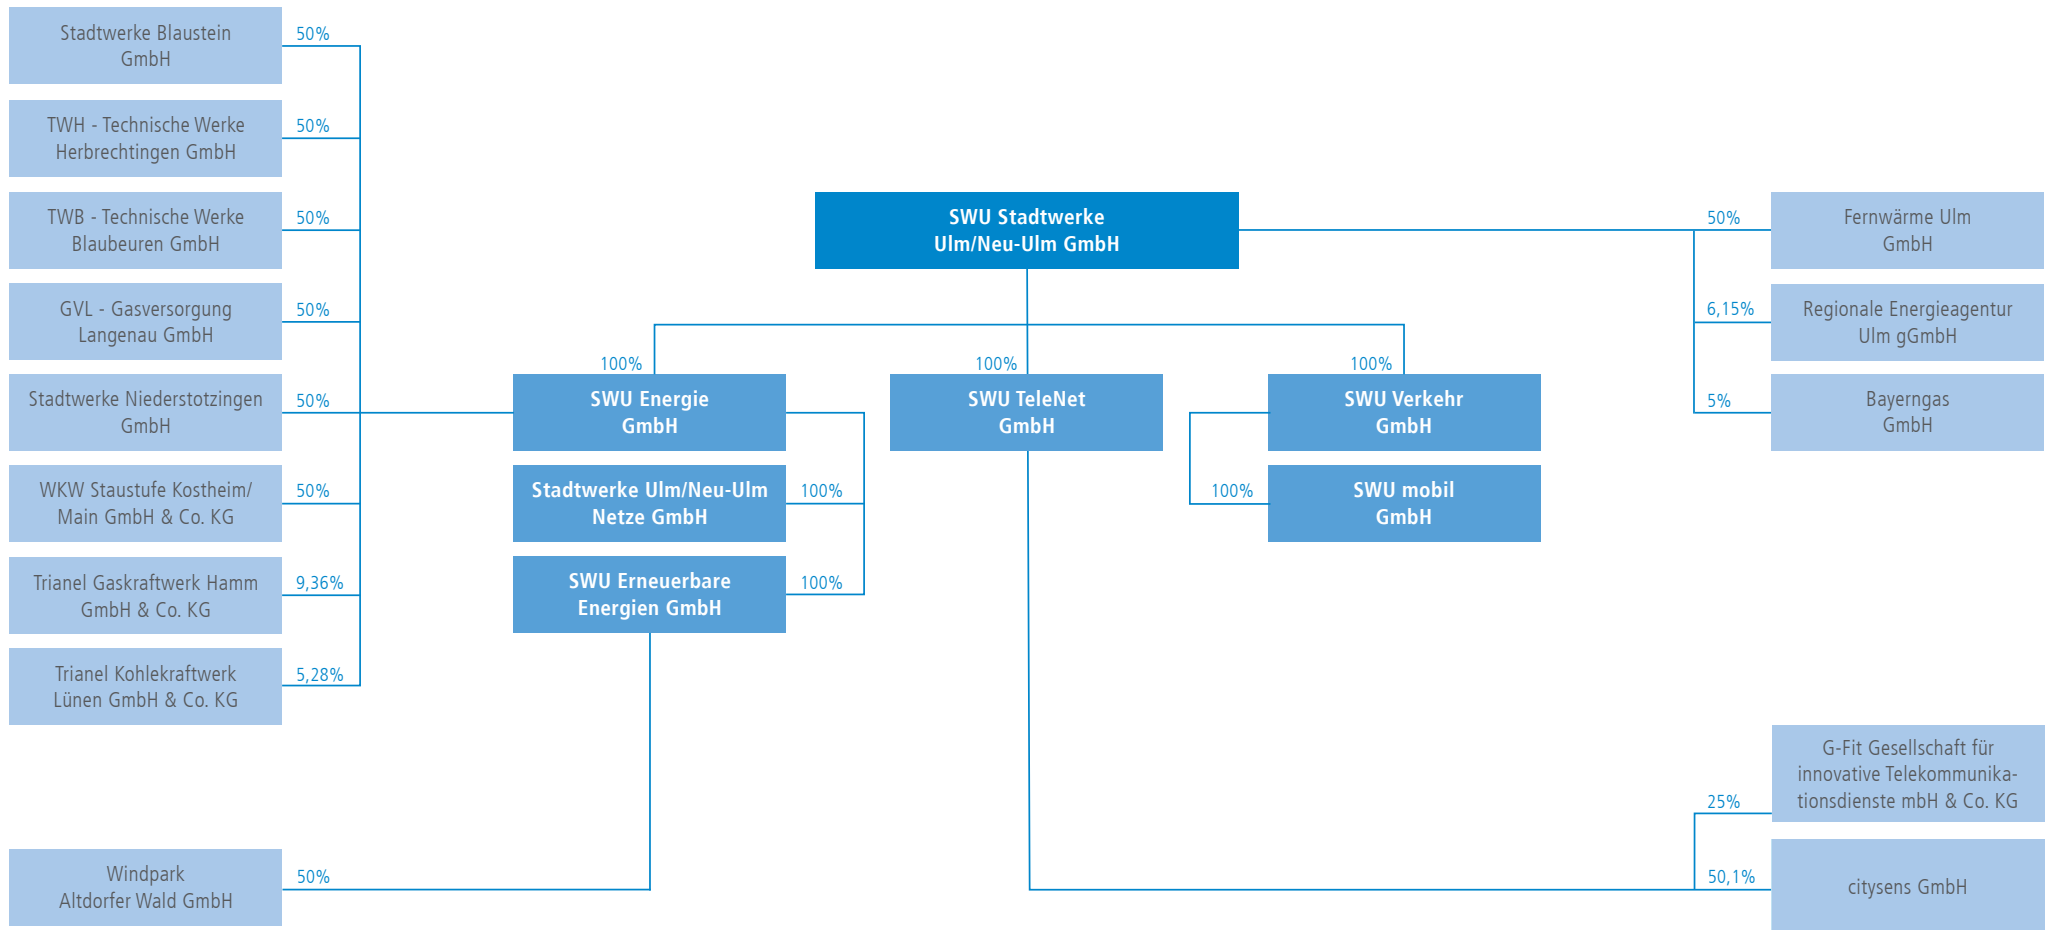 Stadtwerke Blaustein
GmbH
50%
TWH - Technische Werke
Herbrechtingen GmbH
50%
TWB - Technische Werke
Blaubeuren GmbH
50%
GVL - Gasversorgung
Langenau GmbH
50%
Stadtwerke Niederstotzingen
GmbH
50%
WKW Staustufe Kostheim/
Main GmbH & Co. KG
50%
Trianel Gaskraftwerk Hamm
GmbH & Co. KG
9,36%
Trianel Kohlekraftwerk
Lünen GmbH & Co. KG
5,28%
Windpark
Altdorfer Wald GmbH
50%
SWU Stadtwerke
Ulm/Neu-Ulm GmbH
100%
SWU Energie
GmbH
Stadtwerke Ulm/Neu-Ulm
Netze GmbH
100%
SWU Erneuerbare
Energien GmbH
100%
100%
SWU TeleNet
GmbH
100%
SWU Verkehr
GmbH
100%
SWU mobil
GmbH
50%
Fernwärme Ulm
GmbH
6,15%
Regionale Energieagentur
Ulm gGmbH
5%
Bayerngas
GmbH
25%
G-Fit Gesellschaft für
innovative Telekommunika-
tionsdienste mbH & Co. KG
50,1%
citysens GmbH